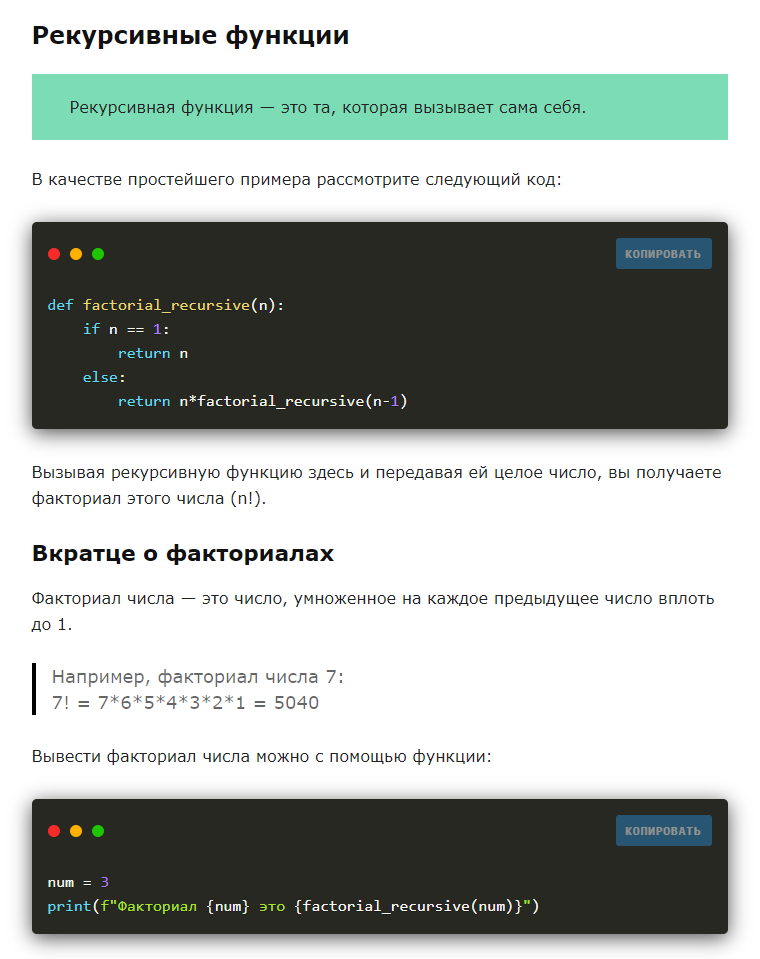 Рекурсивные функции
Рекурсивная функция — это та, которая вызывает сама себя.
В качестве простейшего примера рассмотрите следующий код:
КОПИРОВАТЬ
def factorial_recursive(n):
    if n == 1:
        return n
    else:
        return n*factorial_recursive(n-1)
Вызывая рекурсивную функцию здесь и передавая ей целое число, вы получаете
факториал этого числа (n!).
Вкратце о факториалах
Факториал числа — это число, умноженное на каждое предыдущее число вплоть
до 1.
Например, факториал числа 7:
7! = 7*6*5*4*3*2*1 = 5040
Вывести факториал числа можно с помощью функции:
КОПИРОВАТЬ
num = 3
print(f"Факториал {num} это {factorial_recursive(num)}")